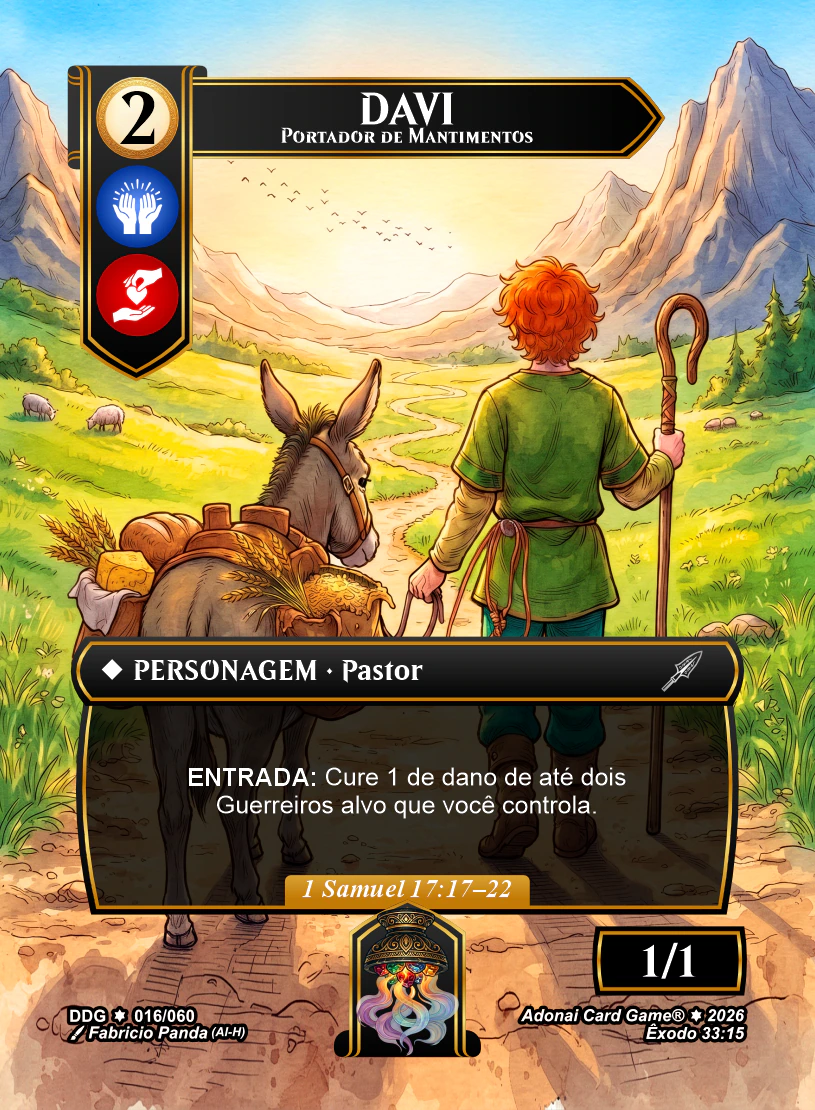 2
DAVI
Portador de Mantimentos
PERSONAGEM · Pastor
ENTRADA: Cure 1 de dano de até dois
Guerreiros alvo que você controla.
1 Samuel 17:17–22
1/1
DDG ✸ 016/060
Fabricio Panda (AI-H)
Adonai Card Game® ✸ 2026
Êxodo 33:15